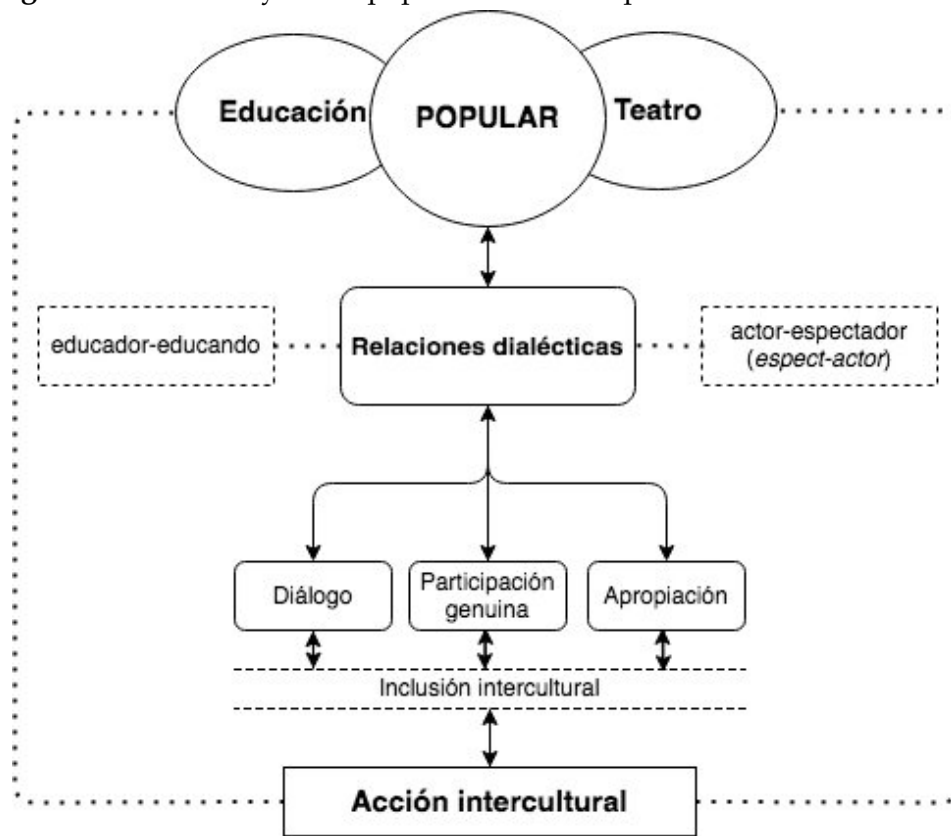 Educación
POPULAR
Teatro
educador-educando
Relaciones dialécticas
actor-espectador
(espect-actor)
Diálogo
Participación
genuina
Apropiación
Inclusión intercultural
Acción intercultural